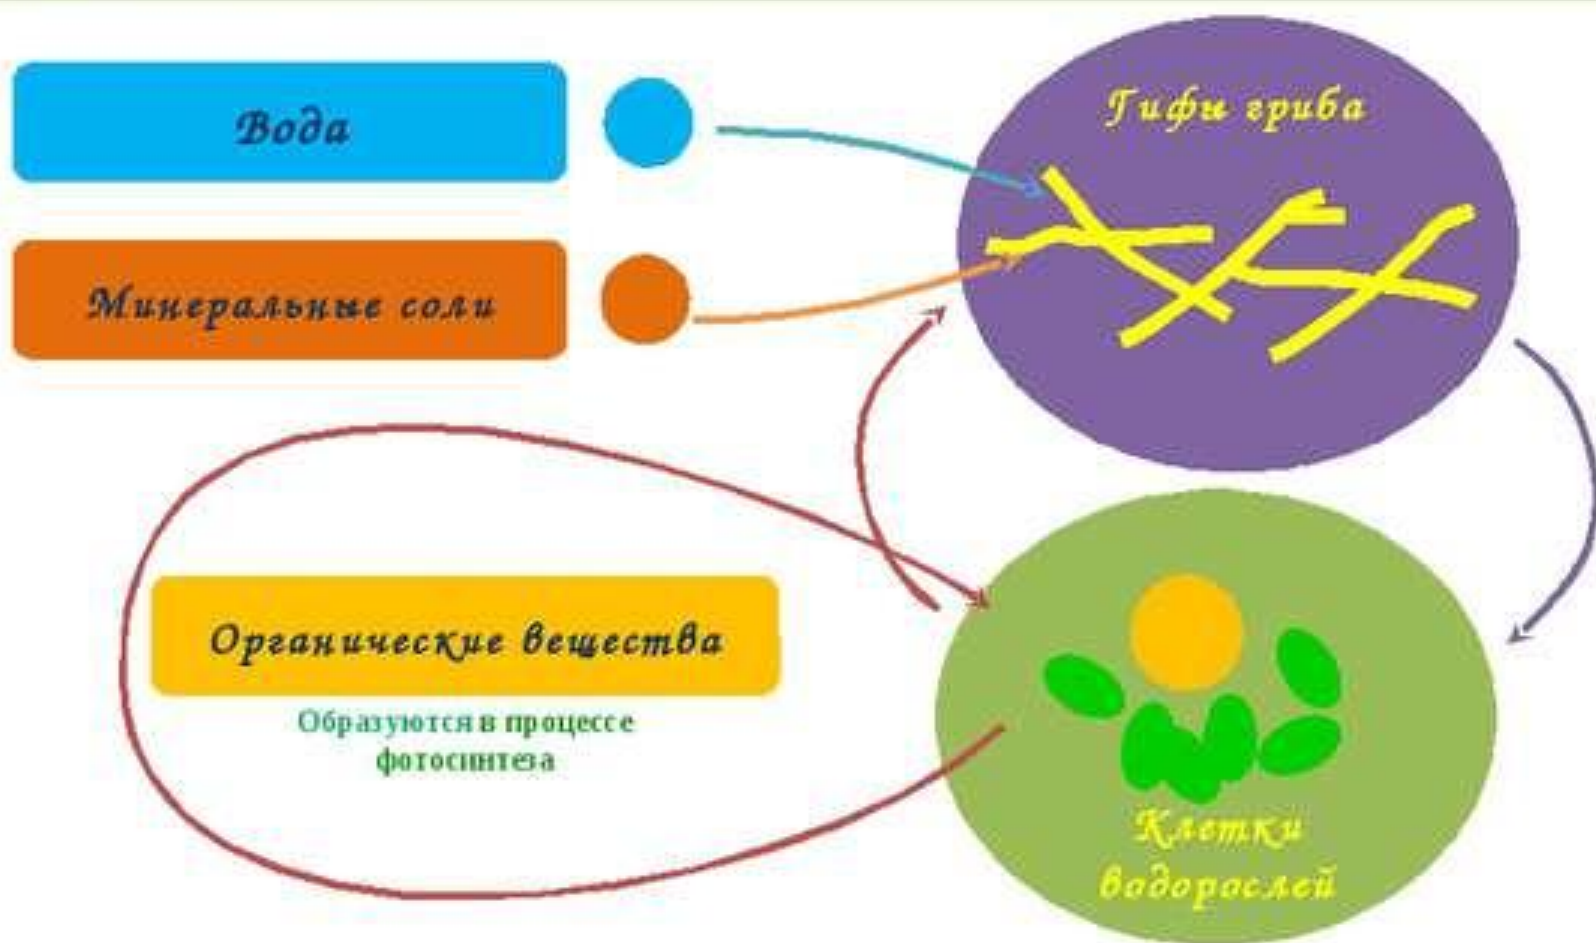 Вода
Гифы гриба
Минеральные соли
Органические вещества
Образуются в процессе
фотосинтеза
Клетки
водорослей